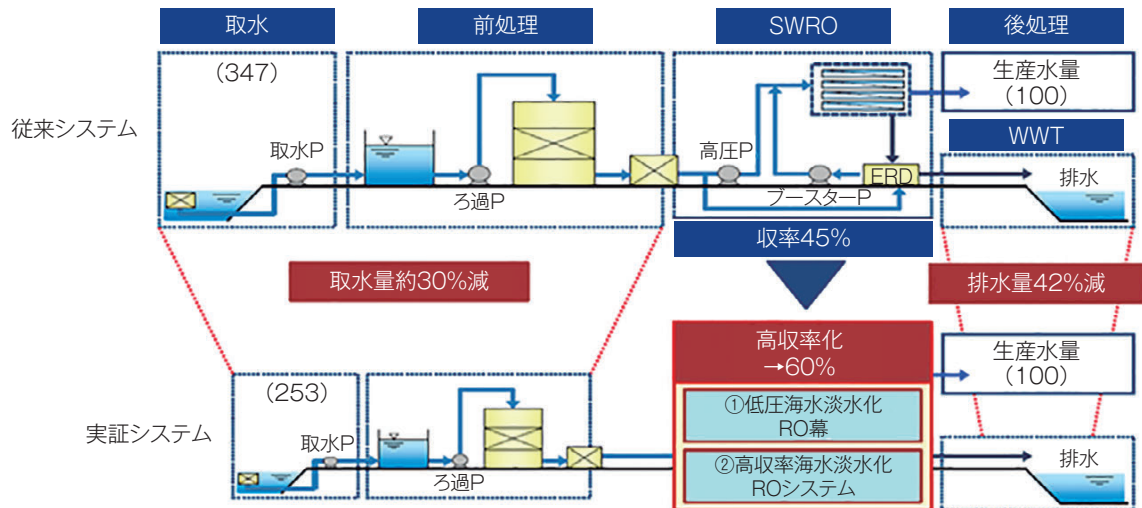 取水
前処理
SWRO
後処理
従来システム
(347)
取水P
ろ過P
高圧P
ブースターP
ERD
生産水量
(100)
WWT
排水
収率45%
取水量約30%減
排水量42%減
高収率化
→60%
①低圧海水淡水化
RO幕
②高収率海水淡水化
ROシステム
実証システム
(253)
取水P
ろ過P
生産水量
(100)
排水